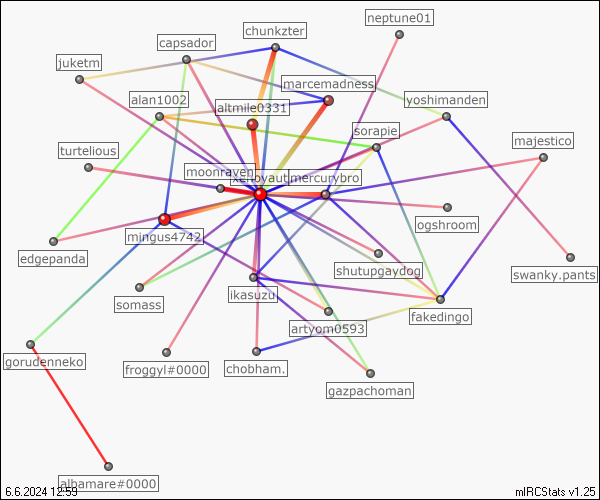 neptune01
chunkzter
capsador
juketm
marcemadness
alan1002
altmile0331
yoshimanden
sorapie
majestico
turtelious
moonraven
mercurybro
ogshroom
mingus4742
edgepanda
shutupgaydog
swanky.pants
somass
ikasuzu
fakedingo
artyom0593
gorudenneko
froggyl#0000
chobham.
gazpachoman
albamare#0000
6.6.2024 12:59
mIRCStats v1.25